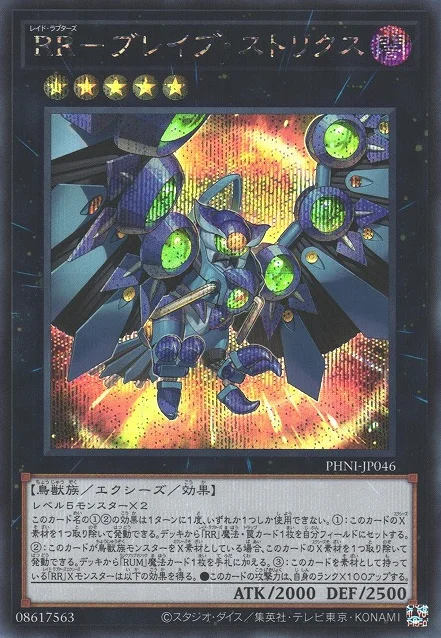 レイド・ラプターズ
RR－ブレイブ・ストリクス
闇
PHNI-JP046
【鳥獣族／エクシーズ／効果】
レベル５モンスター×２
このカード名の①②の効果は１ターンに１度、いずれか１つしか使用できない。①：このカードのX
素材を１つ取り除いて発動できる。デッキから「RR」魔法・罠カード１枚を自分フィールドにセットする。
②：このカードが鳥獣族モンスターをX素材としている場合、このカードのX素材を１つ取り除いて
発動できる。デッキから「RUM」魔法カード１枚を手札に加える。③：このカードを素材として持って
いる「RR」Xモンスターは以下の効果を得る。●このカードの攻撃力は、自身のランク×１００アップする。
ATK/2000 DEF/2500
08617563
©スタジオ・ダイス／集英社・テレビ東京・KONAMI